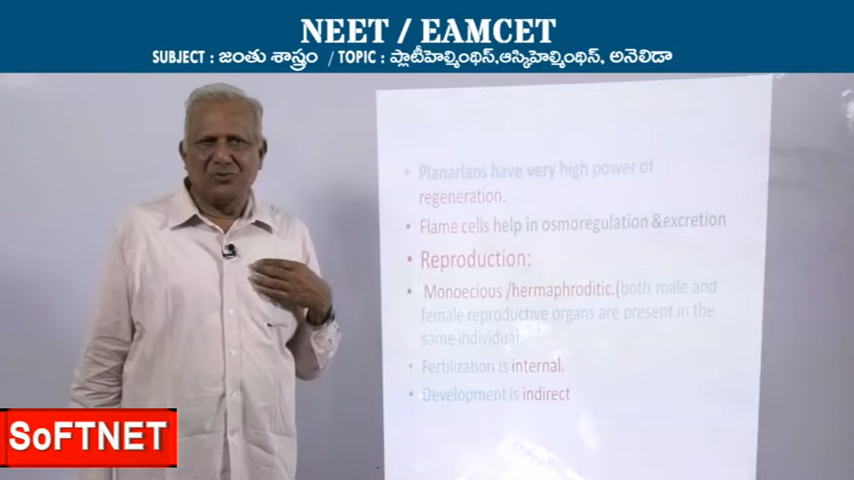 NEET / EAMCET
SUBJECT : జంతు శాస్త్రం / TOPIC : ప్లాటీహెల్మింథిస్,ఆస్కిహెల్మింథిస్, అనెలిడా
• Planarians have very high power of
regeneration.
• Flame cells help in osmoregulation &excretion
• Reproduction:
• Monoecious /hermaphroditic.(both male and
female reproductive organs are present in the
same individual.
• Fertilization is internal.
• Development is indirect
SoFTNET